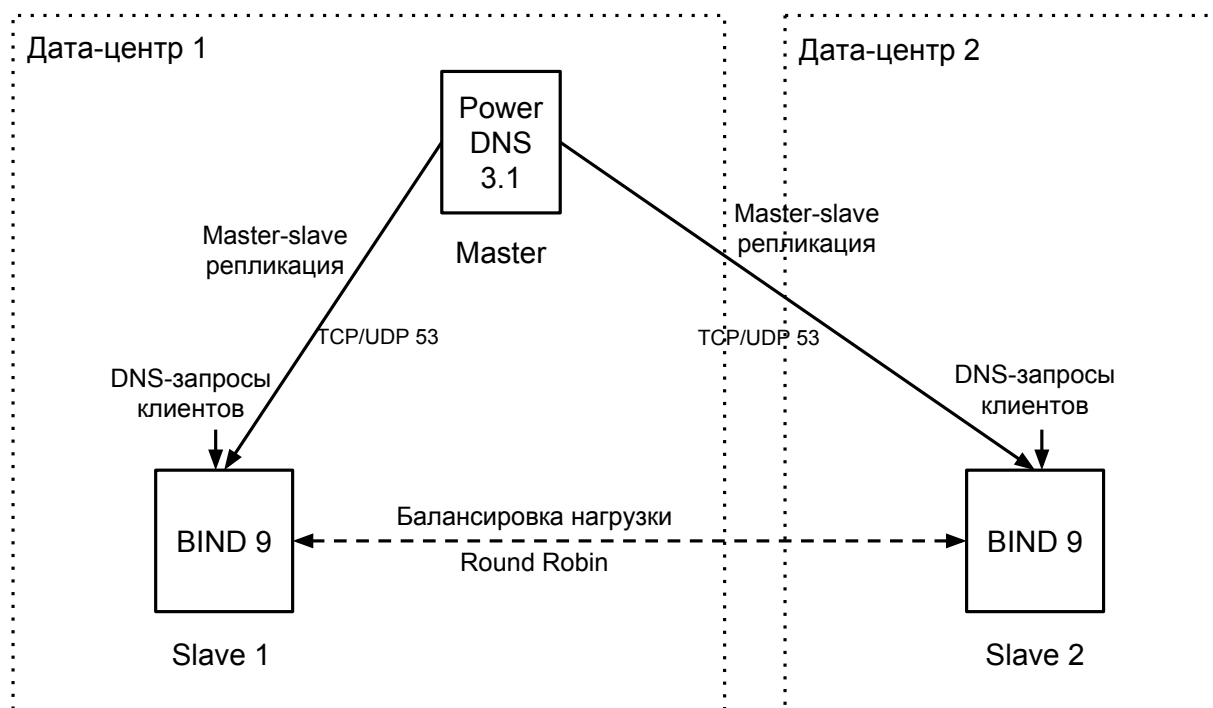 Дата-центр 1
Дата-центр 2
Power
DNS
3.1
Master
Master-slave
репликация
Master-slave
репликация
TCP/UDP 53
TCP/UDP 53
DNS-запросы
клиентов
DNS-запросы
клиентов
BIND 9
Балансировка нагрузки
Round Robin
BIND 9
Slave 1
Slave 2